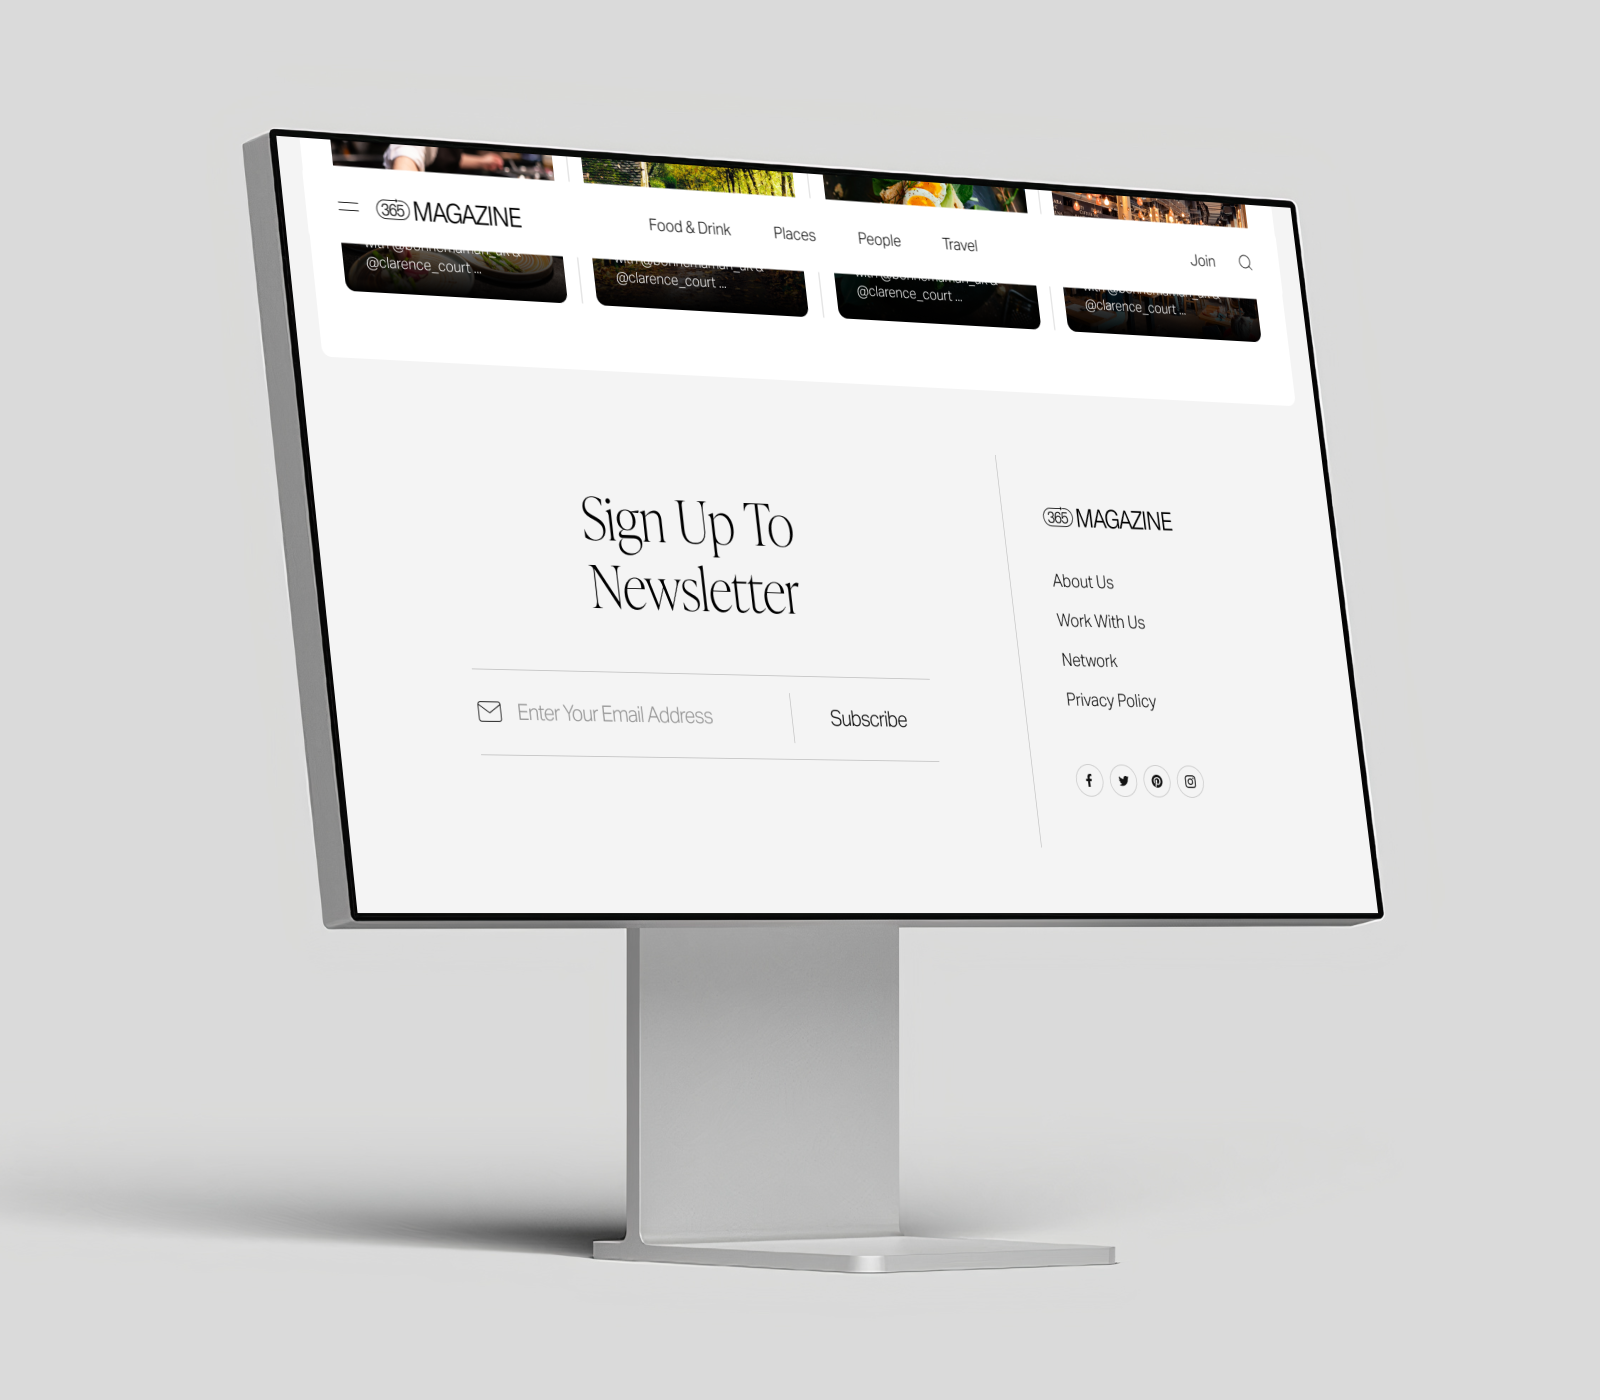 365 MAGAZINE
Food & Drink
Places
People
Travel
Join
@clarence_court ...
@clarence_court ...
@clarence_court ...
@clarence_court ...
Sign Up To
Newsletter
Enter Your Email Address
Subscribe
365 MAGAZINE
About Us
Work With Us
Network
Privacy Policy